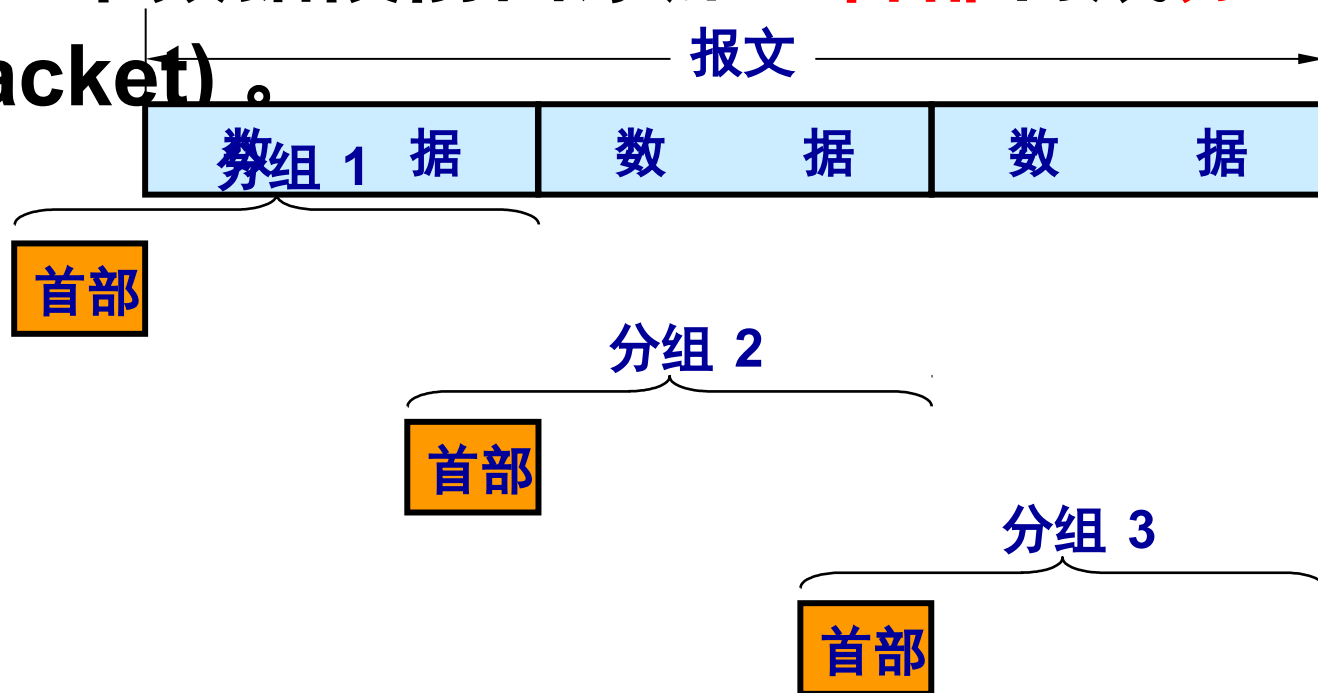 报文
acket) 。
数 据 数 据 数 据
分组 1
首部
分组 2
首部
分组 3
首部